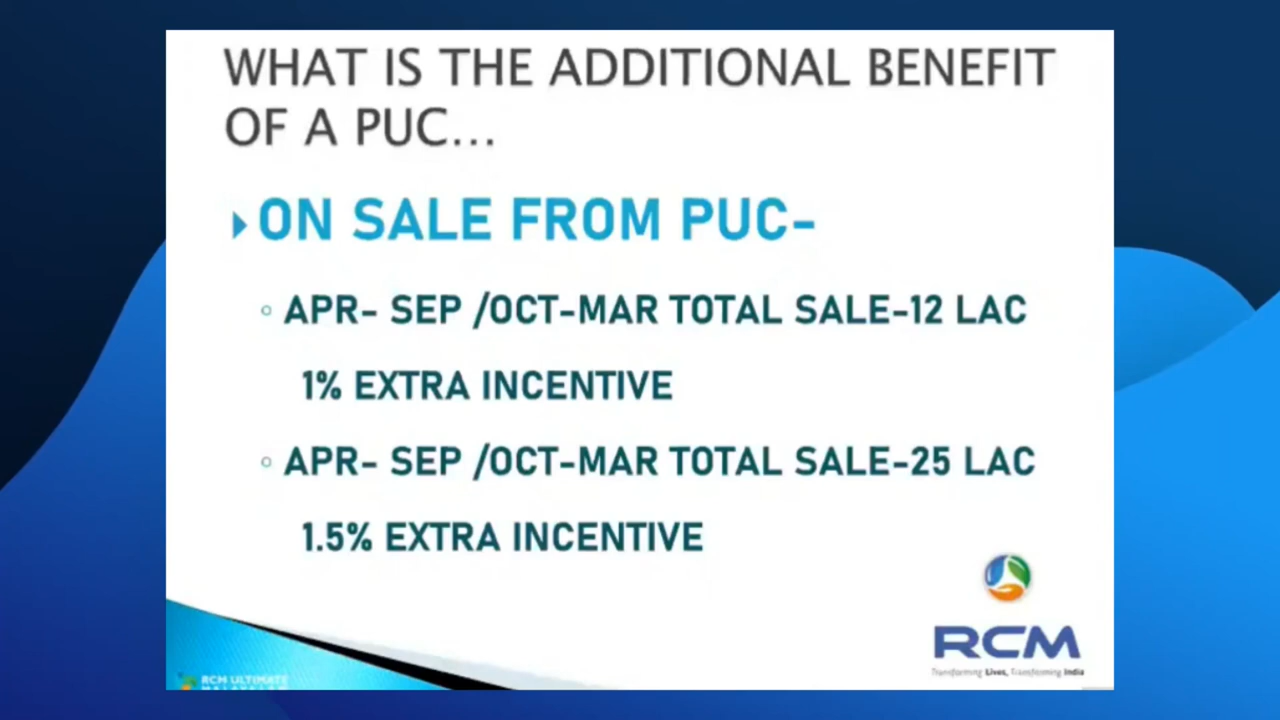 WHAT IS THE ADDITIONAL BENEFIT
OF A PUC...
ON SALE FROM PUC-
APR- SEP /OCT-MAR TOTAL SALE-12 LAC
1% EXTRA INCENTIVE
APR- SEP /OCT-MAR TOTAL SALE-25 LAC
1.5% EXTRA INCENTIVE
RCM
Transforming Lives, Transforming India
RCM ULTIMATE
MALAYALAM